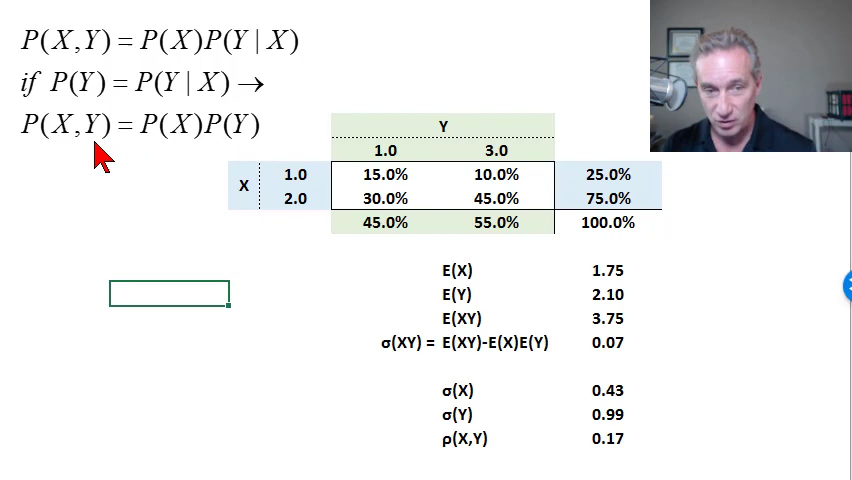 P(X,Y) = P(X)P(Y | X)
if P(Y) = P(Y | X) →
P(X,Y) = P(X)P(Y)
Y
1.0 3.0
X 1.0 15.0% 10.0% 25.0%
2.0 30.0% 45.0% 75.0%
45.0% 55.0% 100.0%
E(X) 1.75
E(Y) 2.10
E(XY) 3.75
σ(XY) = E(XY)-E(X)E(Y) 0.07
σ(X) 0.43
σ(Y) 0.99
ρ(X,Y) 0.17